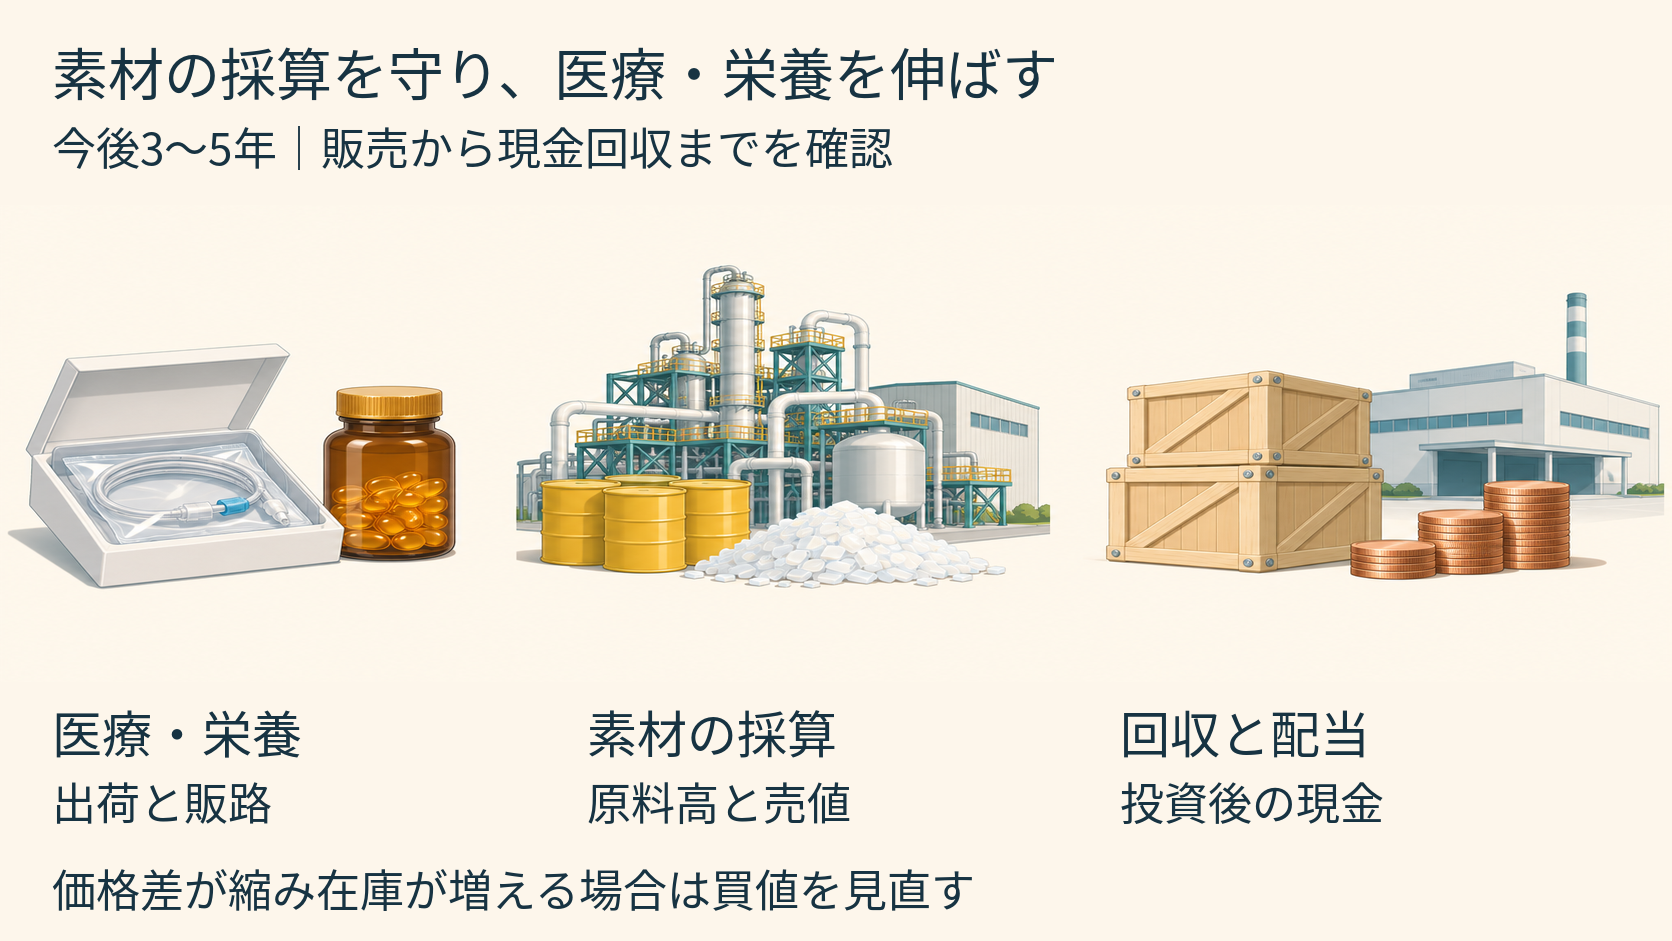 素材の採算を守り、医療・栄養を伸ばす
今後3〜5年｜販売から現金回収までを確認
医療・栄養
出荷と販路
素材の採算
原料高と売値
回収と配当
投資後の現金
価格差が縮み在庫が増える場合は買値を見直す